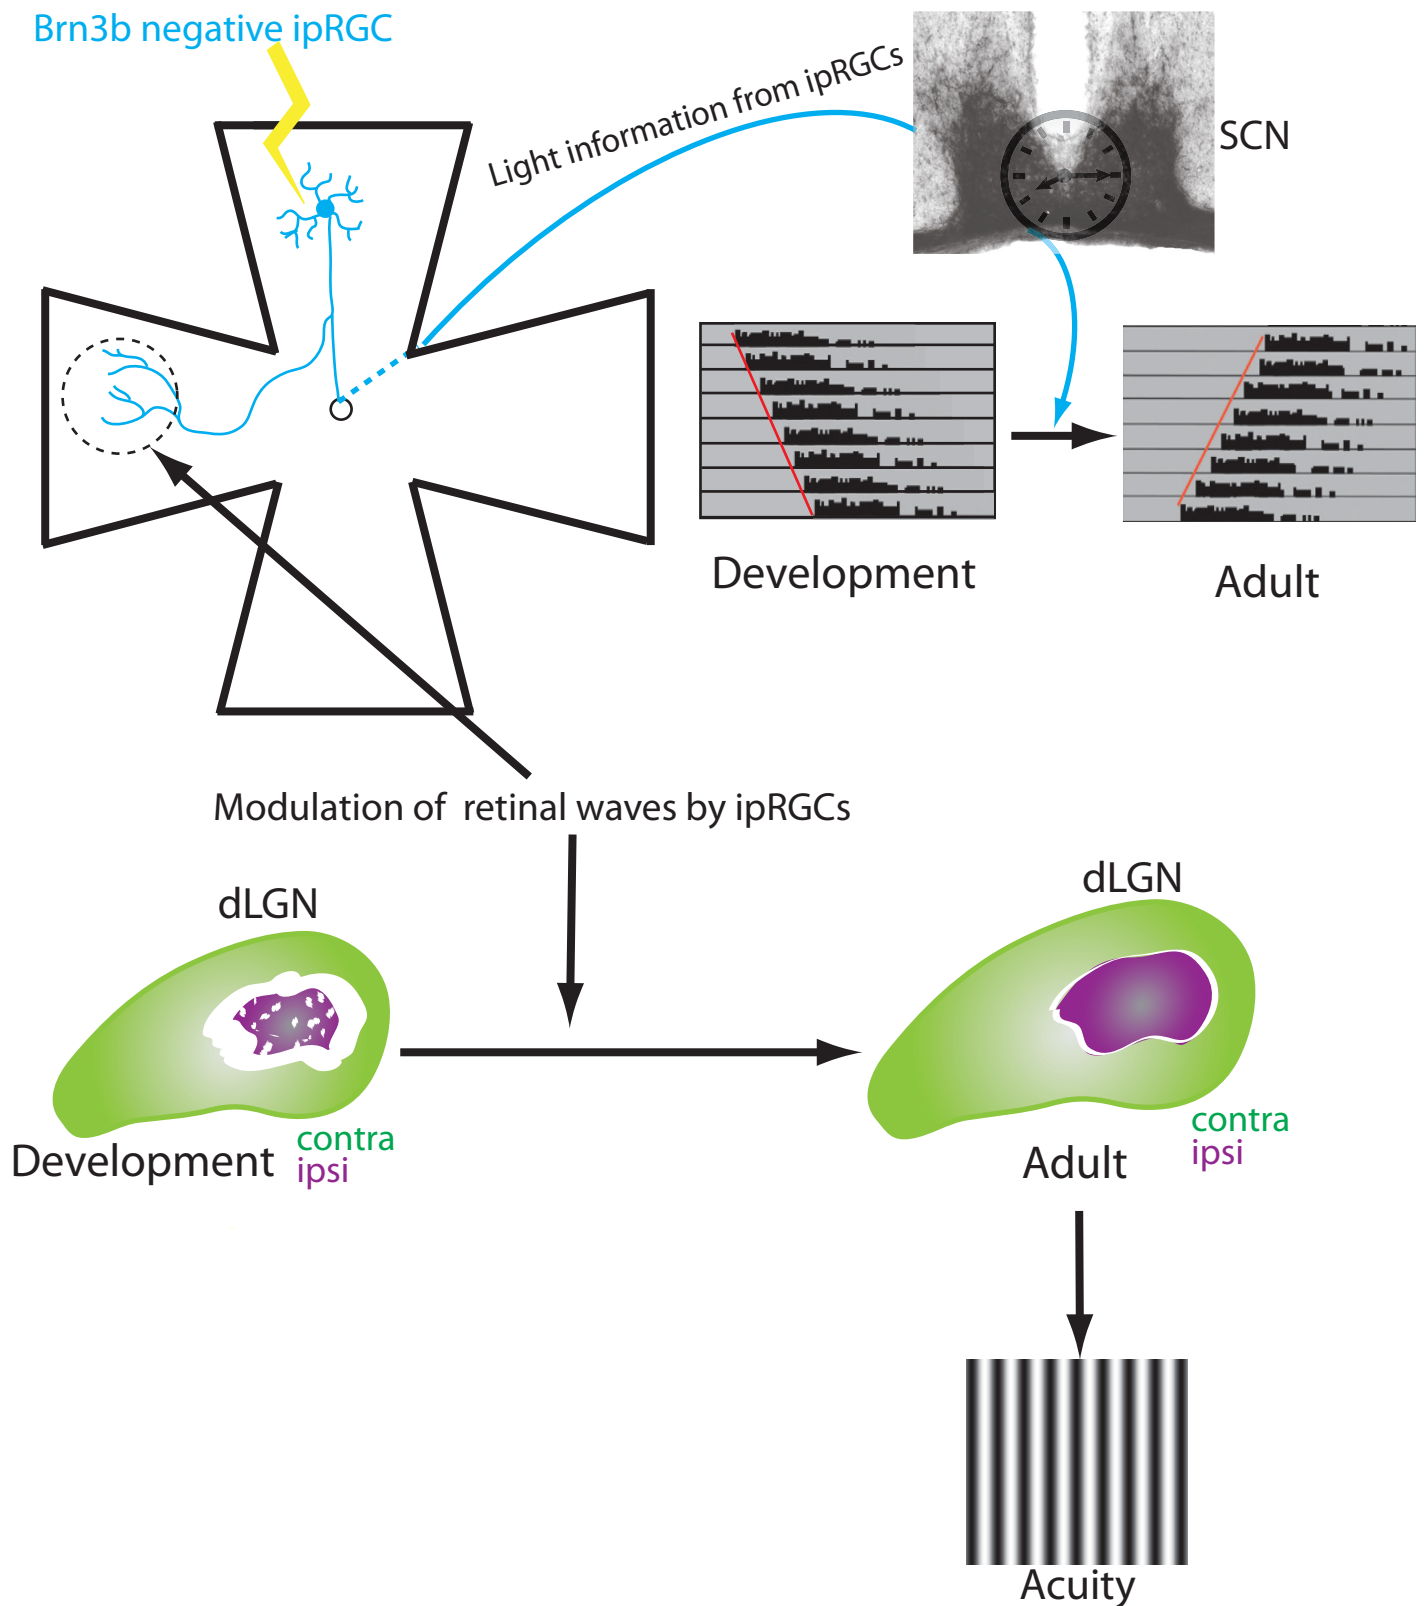 Brn3b negative ipRGC
Light information from ipRGCs
SCN
Development
Adult
Modulation of retinal waves by ipRGCs
dLGN
dLGN
contra
ipsi
Development
contra
ipsi
Adult
Acuity